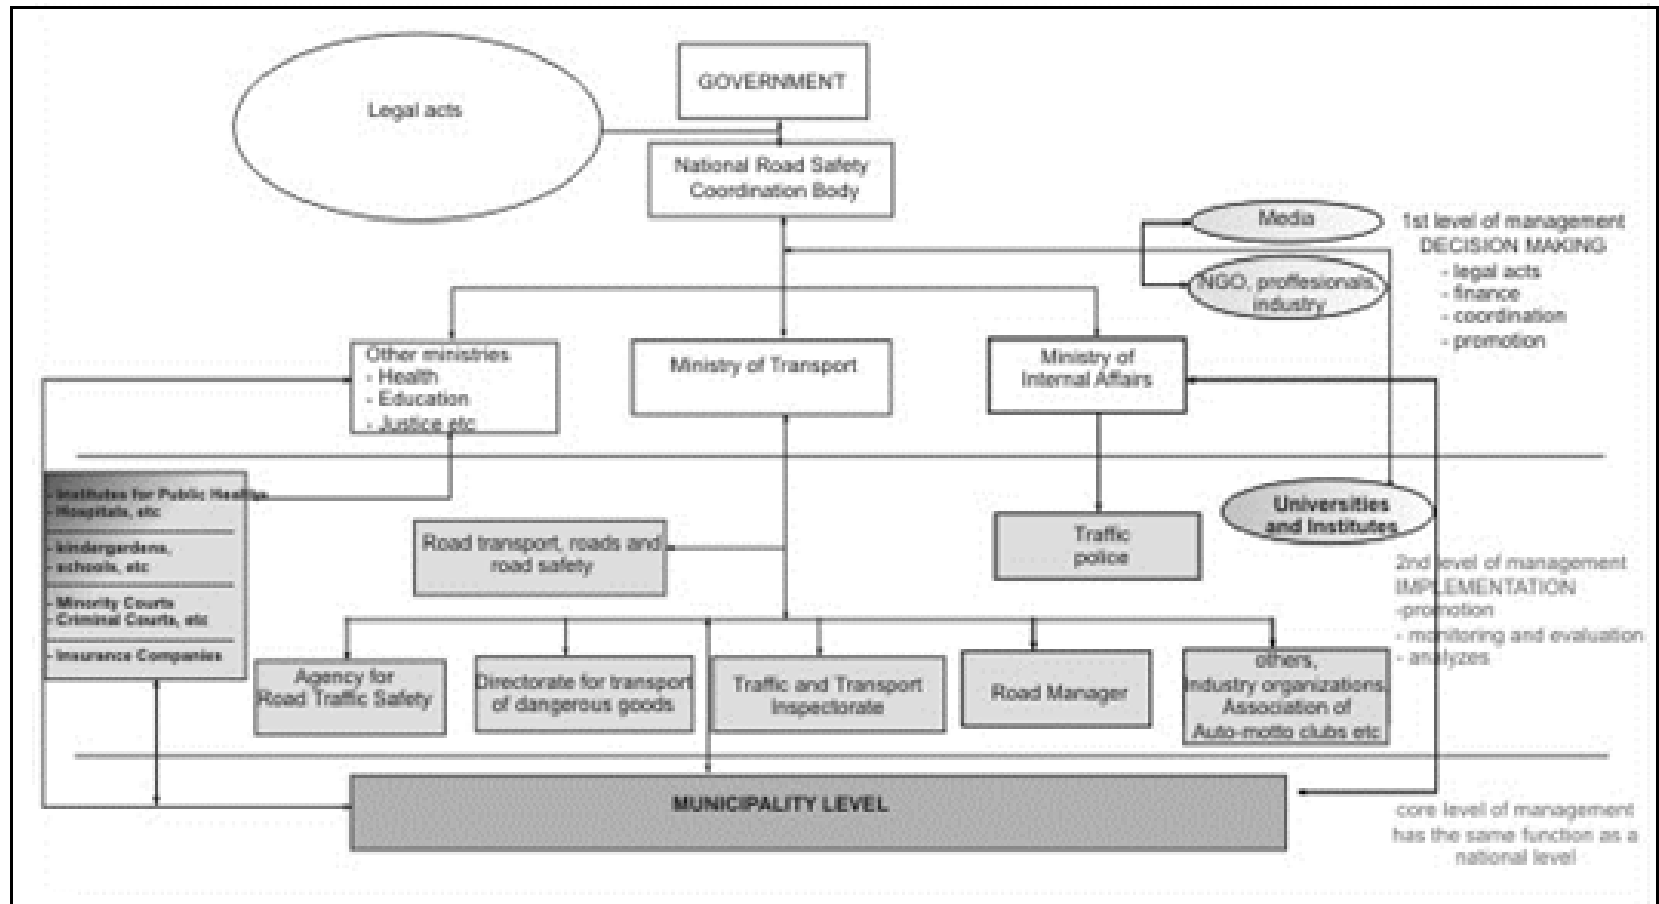 GOVERNMENT
Legal acts
National Road Safety
Coordination Body
Media
NGO, proffesionals,
industry
1st level of management
DECISION MAKING
- legal acts
- finance
- coordination
- promotion
Other ministries
- Health
- Education
- Justice etc
Ministry of Transport
Ministry of
Internal Affairs
- Institutes for Public Healths
- Hospitals, etc
- kindergardens,
- schools, etc
- Minority Courts
- Criminal Courts, etc
- Insurance Companies
Road transport, roads and
road safety
Traffic
police
Universities
and Institutes
2nd level of management
IMPLEMENTATION
-promotion
- monitoring and evaluation
- analyzes
Agency for
Road Traffic Safety
Directorate for transport
of dangerous goods
Traffic and Transport
Inspectorate
Road Manager
others,
Industry organizations,
Association of
Auto-motto clubs etc
MUNICIPALITY LEVEL
core level of management
has the same function as a
national level